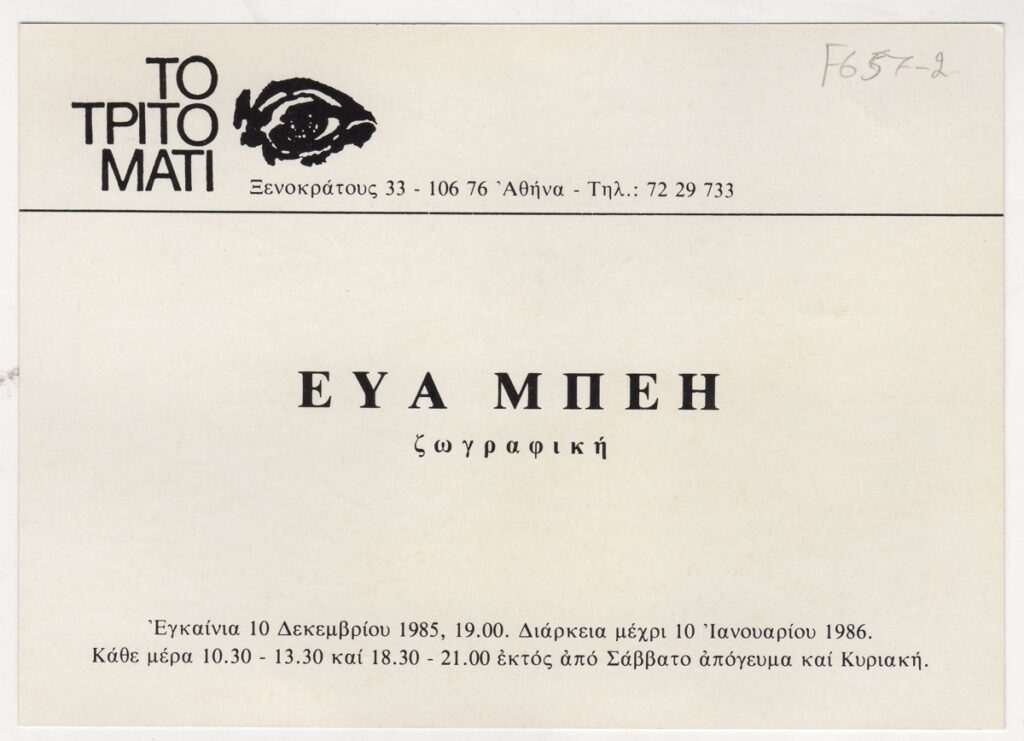 F657-2
ΤΟ
ΤΡΙΤΟ
ΜΑΤΙ
Ξενοκράτους 33 - 106 76 Ἀθήνα - Τηλ.: 72 29 733
ΕΥΑ ΜΠΕΗ
ζωγραφική
Ἐγκαίνια 10 Δεκεμβρίου 1985, 19.00. Διάρκεια μέχρι 10 Ἰανουαρίου 1986.
Κάθε μέρα 10.30 - 13.30 καί 18.30 - 21.00 ἐκτός ἀπό Σάββατο ἀπόγευμα καί Κυριακή.